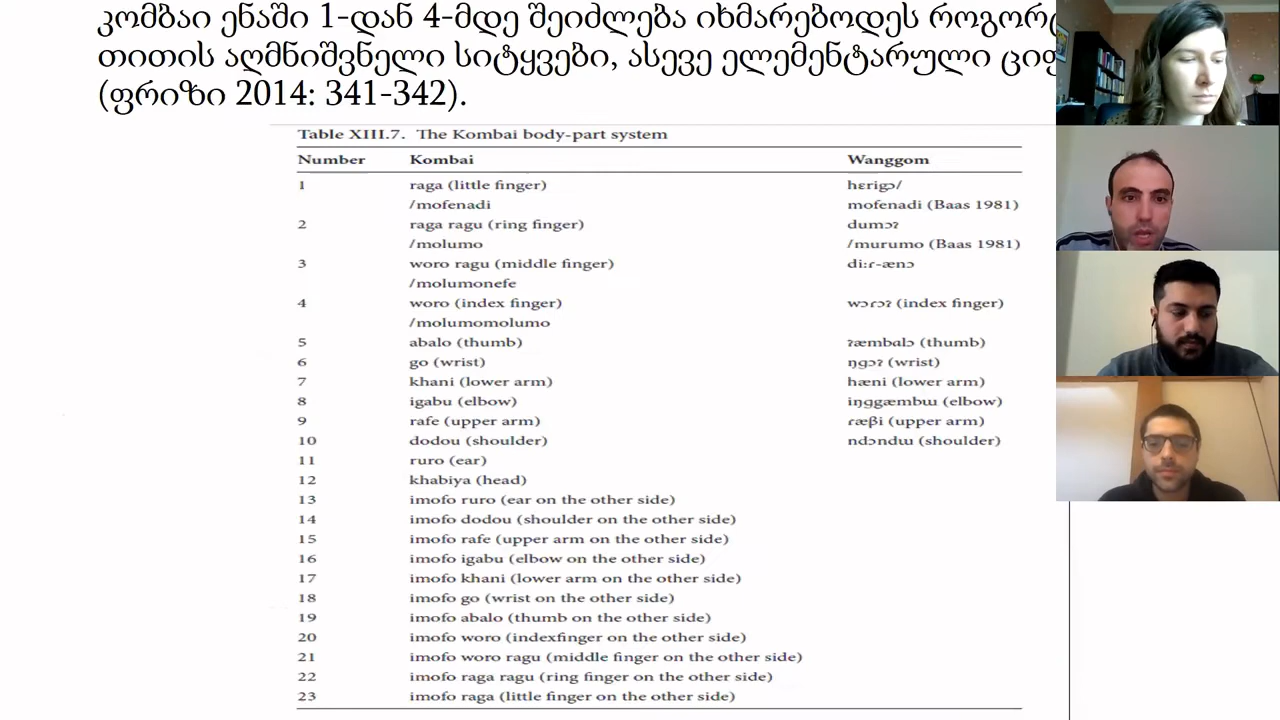 კომბაი ენაში 1-დან 4-მდე შეიძლება იხმარებოდეს
თითის აღმნიშვნელი სიტყვები, ასევე ელემენტარული
(ფრიზი 2014: 341-342).
Table XIII.7. The Kombai body-part system
Number Kombai Wanggom
1 raga (little finger) hɛrigɔ/
/mofenadi mofenadi (Baas 1981)
2 raga ragu (ring finger) dumɔʔ
/molumo /murumo (Baas 1981)
3 woro ragu (middle finger) di:ɾ-ænɔ
/molumonefe
4 woro (index finger) wɔɾɔʔ (index finger)
/molumomolumo
5 abalo (thumb) ʔæmbɑlɔ (thumb)
6 go (wrist) ŋgɔʔ (wrist)
7 khani (lower arm) hæni (lower arm)
8 igabu (elbow) iŋggæmbɯ (elbow)
9 rafe (upper arm) ɾæβi (upper arm)
10 dodou (shoulder) ndɔndɯ (shoulder)
11 ruro (ear)
12 khabiya (head)
13 imofo ruro (ear on the other side)
14 imofo dodou (shoulder on the other side)
15 imofo rafe (upper arm on the other side)
16 imofo igabu (elbow on the other side)
17 imofo khani (lower arm on the other side)
18 imofo go (wrist on the other side)
19 imofo abalo (thumb on the other side)
20 imofo woro (indexfinger on the other side)
21 imofo woro ragu (middle finger on the other side)
22 imofo raga ragu (ring finger on the other side)
23 imofo raga (little finger on the other side)